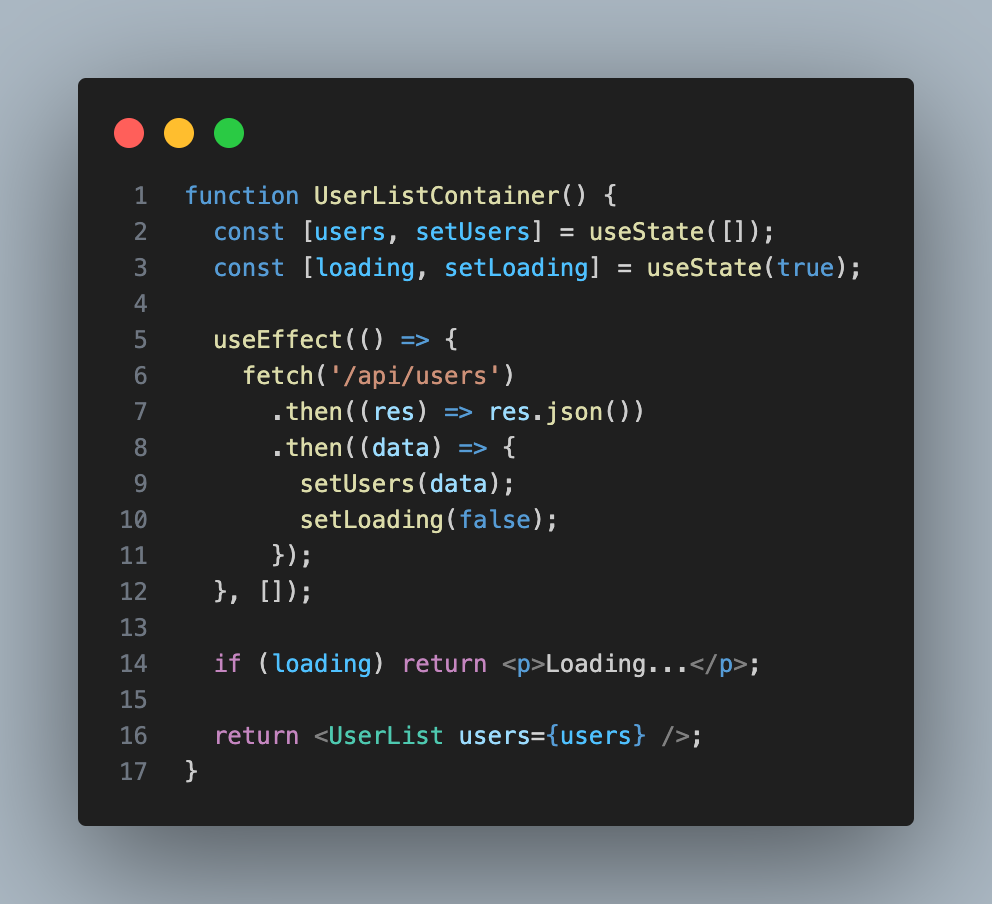 1 function UserListContainer() {
2   const [users, setUsers] = useState([]);
3   const [loading, setLoading] = useState(true);
4
5   useEffect(() => {
6     fetch('/api/users')
7       .then((res) => res.json())
8       .then((data) => {
9         setUsers(data);
10         setLoading(false);
11       });
12   }, []);
13
14   if (loading) return <p>Loading...</p>;
15
16   return <UserList users={users} />;
17 }